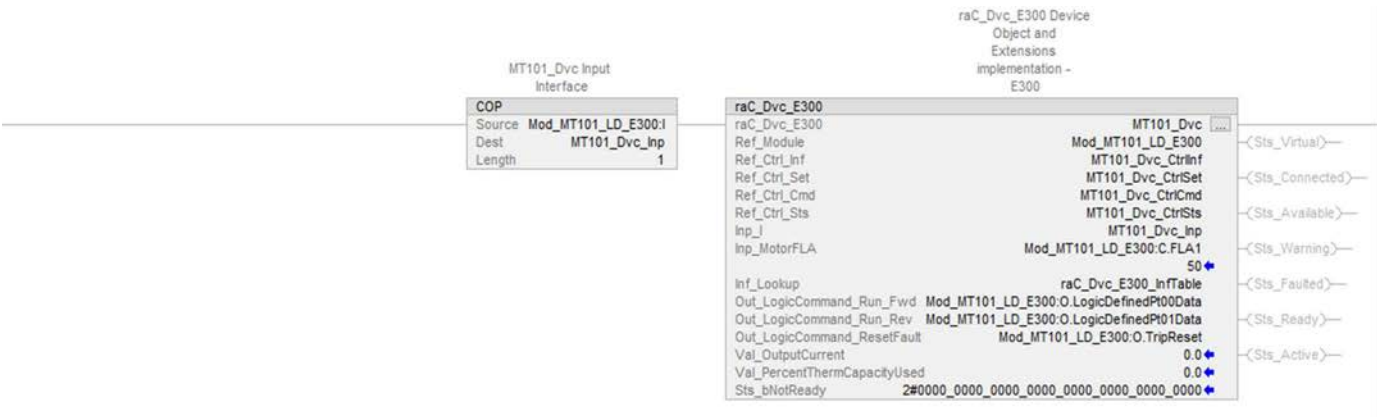 raC_Dvc_E300 Device
Object and
Extensions
implementation -
E300
MT101_Dvc Input
Interface
COP
Source Mod_MT101_LD_E300:I
Dest MT101_Dvc_Inp
Length 1
raC_Dvc_E300
raC_Dvc_E300 MT101_Dvc ...
Ref_Module Mod_MT101_LD_E300 (Sts_Virtual)
Ref_Ctrl_Inf MT101_Dvc_CtrlInf
Ref_Ctrl_Set MT101_Dvc_CtrlSet (Sts_Connected)
Ref_Ctrl_Cmd MT101_Dvc_CtrlCmd
Ref_Ctrl_Sts MT101_Dvc_CtrlSts (Sts_Available)
Inp_I MT101_Dvc_Inp
Inp_MotorFLA Mod_MT101_LD_E300:C.FLA1 (Sts_Warning)
50
Inf_Lookup raC_Dvc_E300_InfTable (Sts_Faulted)
Out_LogicCommand_Run_Fwd Mod_MT101_LD_E300:O.LogicDefinedPt00Data
Out_LogicCommand_Run_Rev Mod_MT101_LD_E300:O.LogicDefinedPt01Data (Sts_Ready)
Out_LogicCommand_ResetFault Mod_MT101_LD_E300:O.TripReset
Val_OutputCurrent 0.0 (Sts_Active)
Val_PercentThermCapacityUsed 0.0
Sts_bNotReady 2#0000_0000_0000_0000_0000_0000_0000_0000